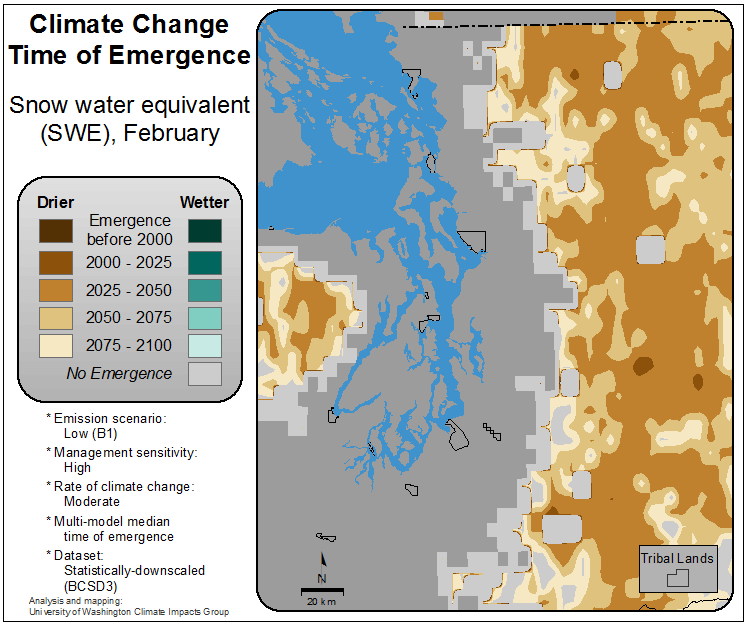 Climate Change
Time of Emergence
Snow water equivalent
(SWE), February
Drier
Wetter
Emergence
before 2000
2000 - 2025
2025 - 2050
2050 - 2075
2075 - 2100
No Emergence
* Emission scenario:
Low (B1)
* Management sensitivity:
High
* Rate of climate change:
Moderate
* Multi-model median
time of emergence
* Dataset:
Statistically-downscaled
(BCSD3)
Analysis and mapping:
University of Washington Climate Impacts Group
N
20 km
Tribal Lands